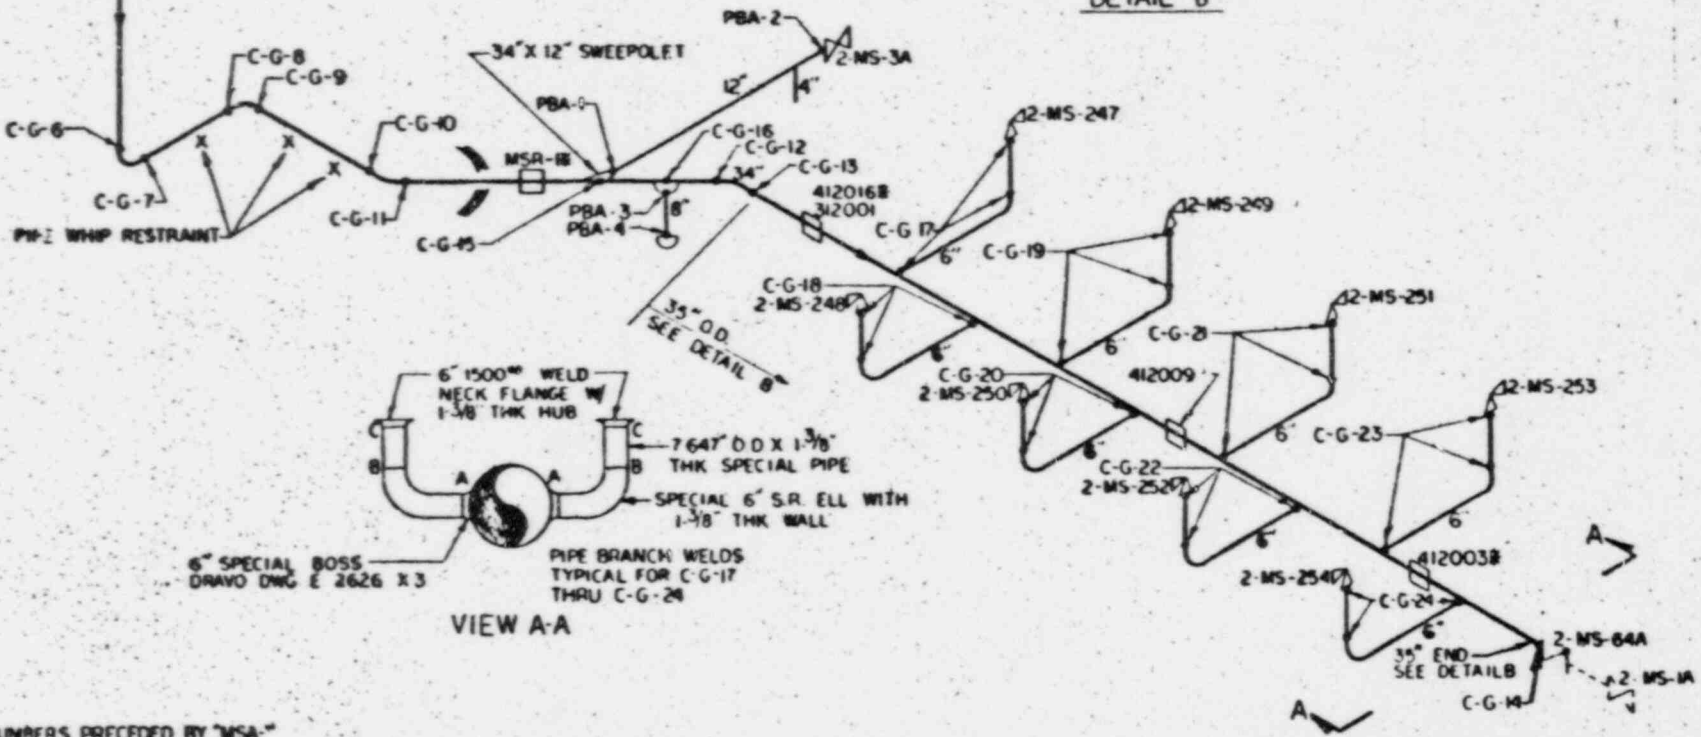 DETAIL B
PBA-2
2-MS-3A
34" X 12" SWEEPOLET
C-G-8
C-G-9
12"
4"
PBA-1
C-G-6
C-G-10
C-G-16
C-G-12
C-G-13
12-MS-247
MSR-18
34"
C-G-7
C-G-11
PBA-3
PBA-4
8"
412016B
312001
C-G-17
12-MS-249
WHIP RESTRAINT
C-G-15
6"
C-G-19
C-G-18
2-MS-248
12-MS-251
35" O.D.
SEE DETAIL B
C-G-21
6"
6"
6" 1500 WELD
NECK FLANGE W/
1-3/8" THK HUB
C-G-20
2-MS-250
412009
12-MS-253
C
C
7.647" O.D X 1-3/8"
THK SPECIAL PIPE
B
B
6"
6"
C-G-23
A
A
C-G-22
2-MS-252
SPECIAL 6" S.R. ELL WITH
1-3/8" THK WALL
6"
6"
6" SPECIAL BOSS
DRAVO DWG E 2626 X 3
PIPE BRANCH WELDS
TYPICAL FOR C-G-17
THRU C-G-24
412003B
A
2-MS-254
C-G-24
6"
VIEW A-A
35" END
SEE DETAIL B
2-MS-64A
2-MS-1A
C-G-14
A
NUMBERS PRECEDED BY "MSA-"